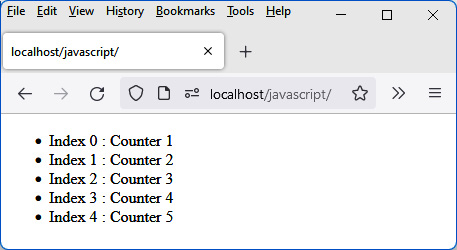 File Edit View History Bookmarks Tools Help
localhost/javascript/
localhost/javascript/
Index 0 : Counter 1
Index 1 : Counter 2
Index 2 : Counter 3
Index 3 : Counter 4
Index 4 : Counter 5